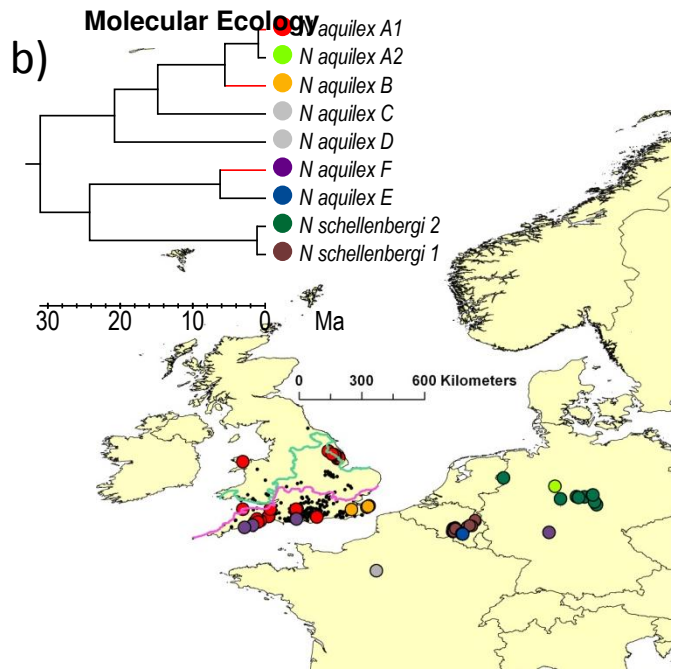 Molecular Ecology
b)
N aquilex A1
N aquilex A2
N aquilex B
N aquilex C
N aquilex D
N aquilex F
N aquilex E
N schellenbergi 2
N schellenbergi 1
30 20 10 0 Ma
0 300 600 Kilometers